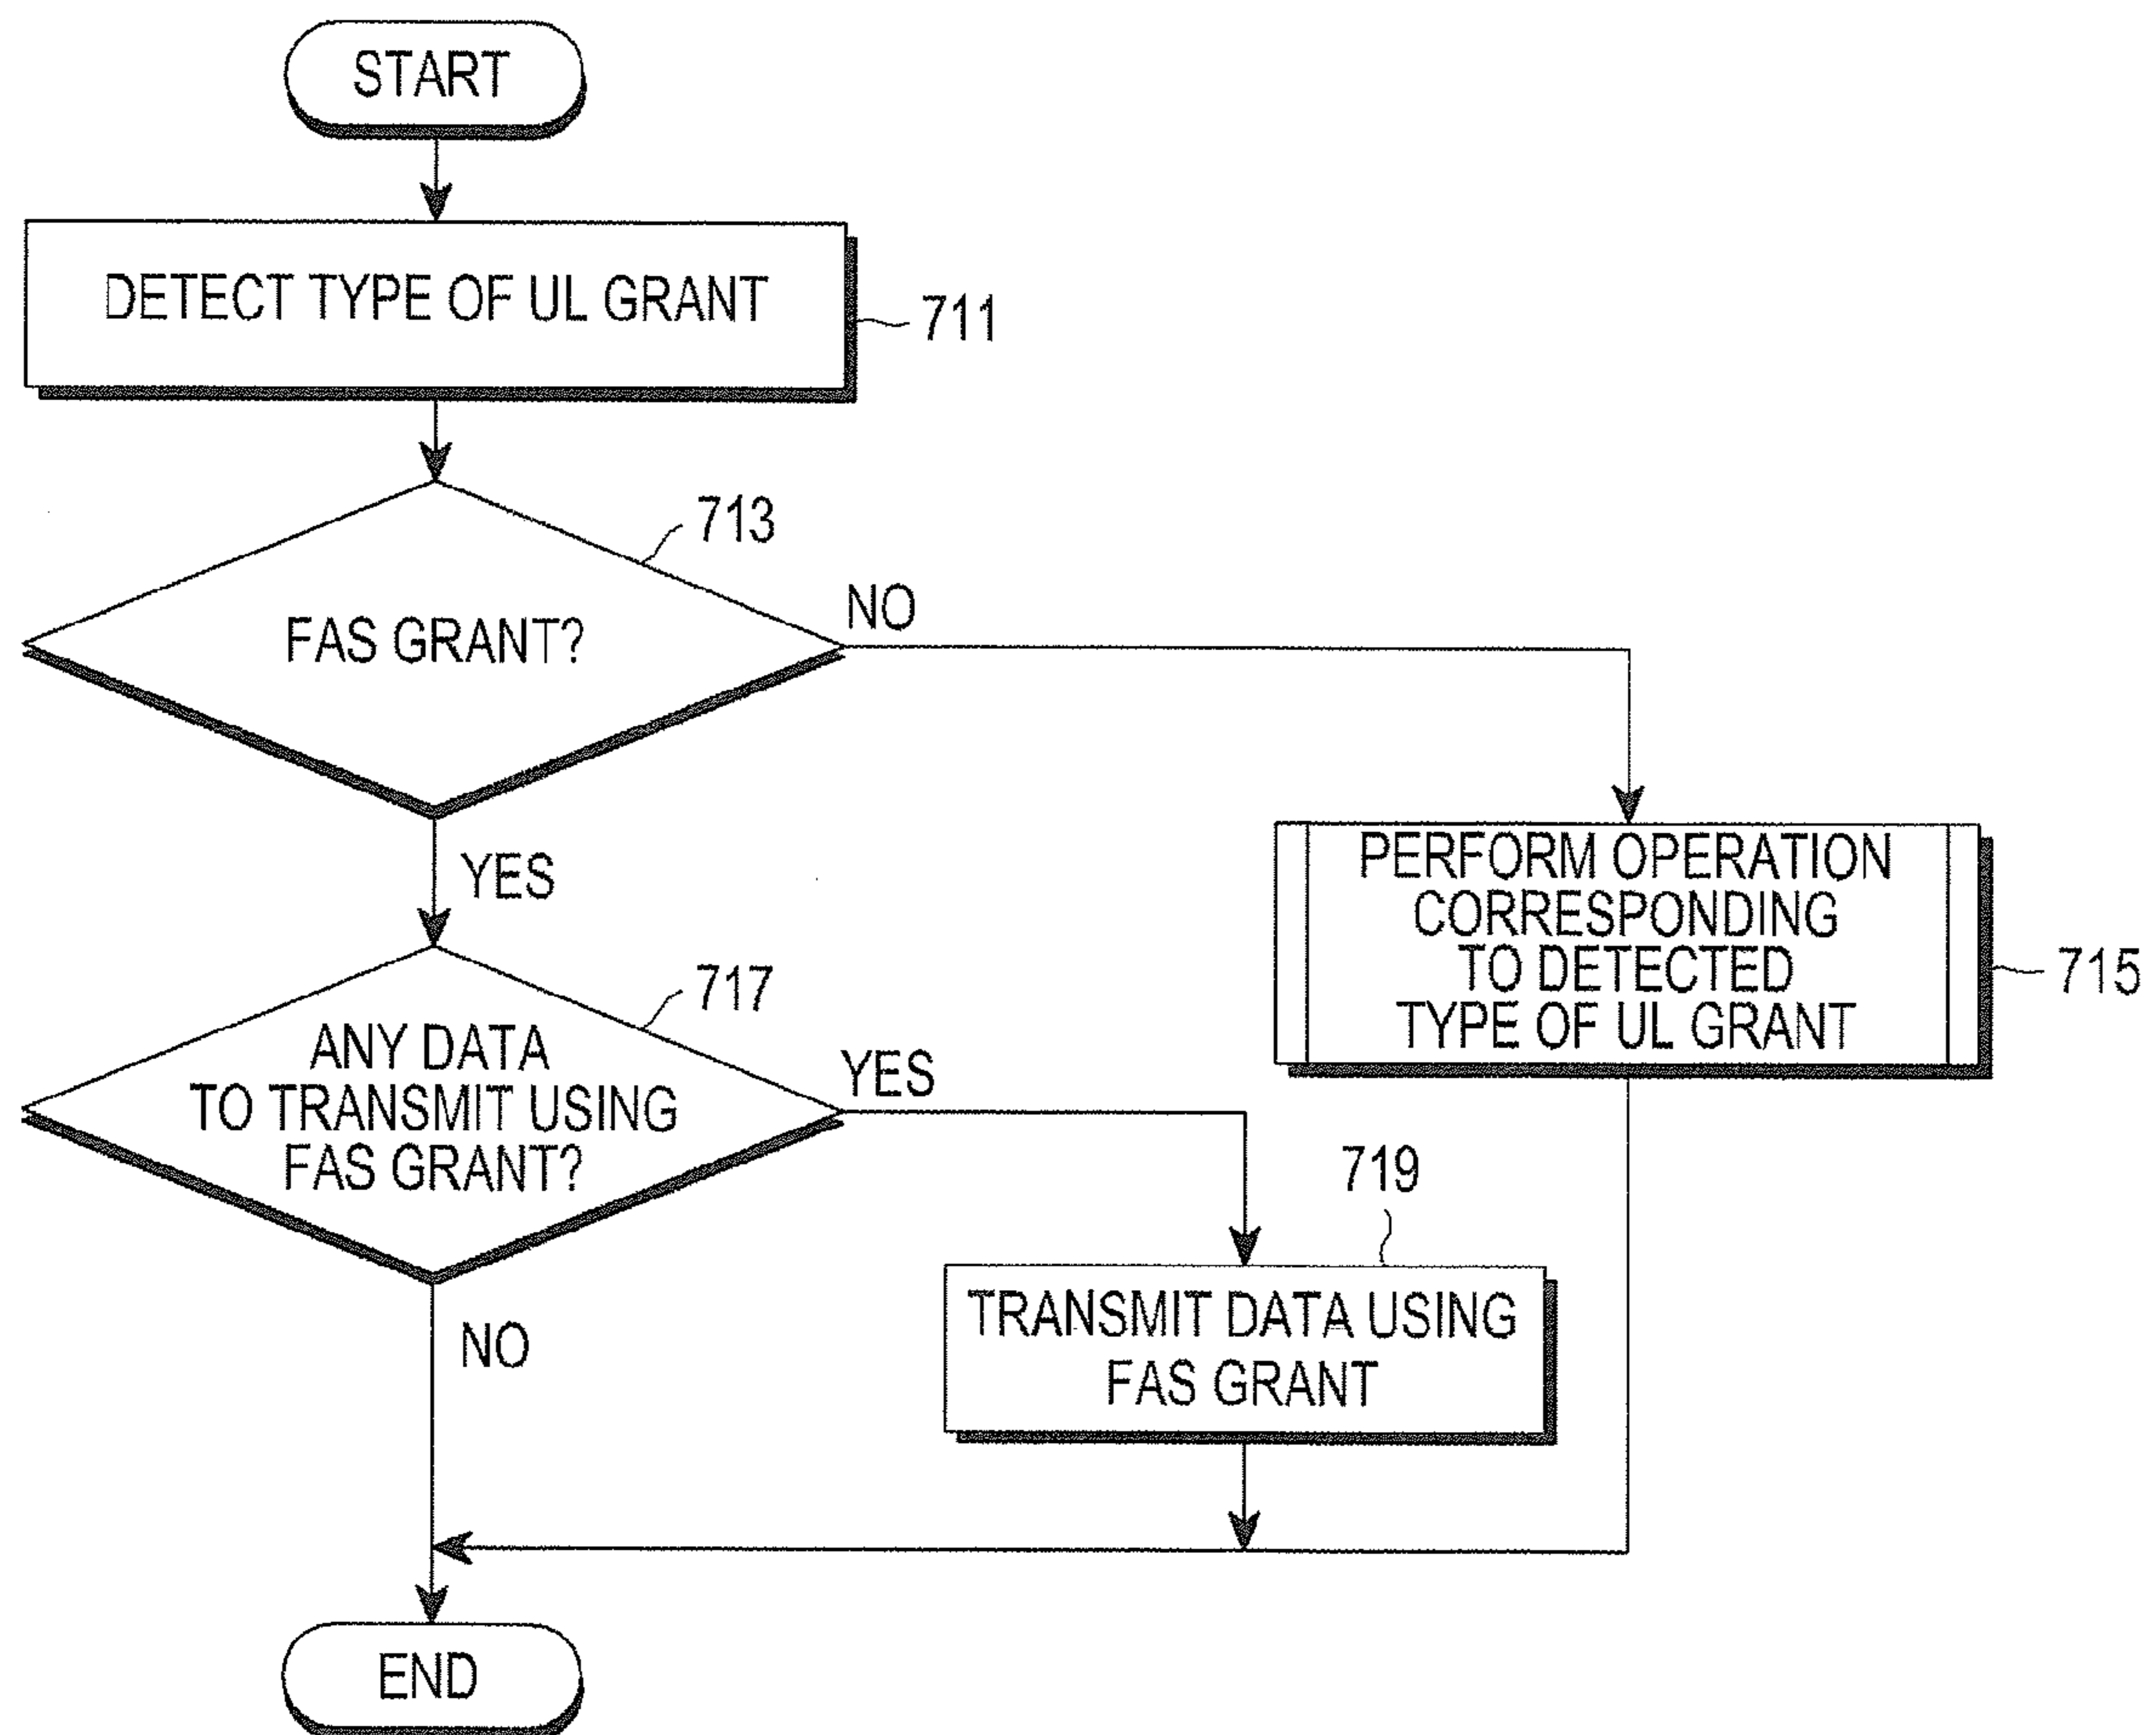 START
DETECT TYPE OF UL GRANT
711
713
FAS GRANT?
NO
YES
PERFORM OPERATION
CORRESPONDING
TO DETECTED
TYPE OF UL GRANT
715
717
ANY DATA
TO TRANSMIT USING
FAS GRANT?
YES
719
TRANSMIT DATA USING
FAS GRANT
NO
END